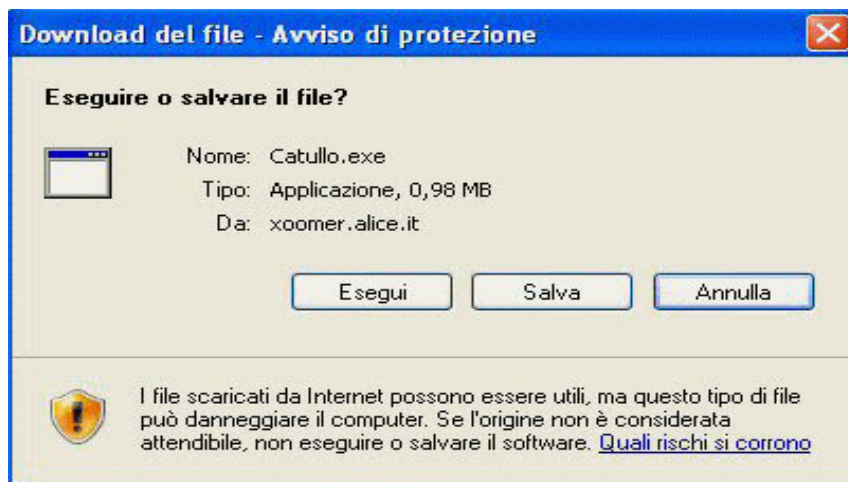 Download del file - Avviso di protezione
Eseguire o salvare il file?
Nome: Catullo.exe
Tipo: Applicazione, 0,98 MB
Da: xoomer.alice.it
Esegui Salva Annulla
I file scaricati da Internet possono essere utili, ma questo tipo di file
può danneggiare il computer. Se l'origine non è considerata
attendibile, non eseguire o salvare il software. Quali rischi si corrono